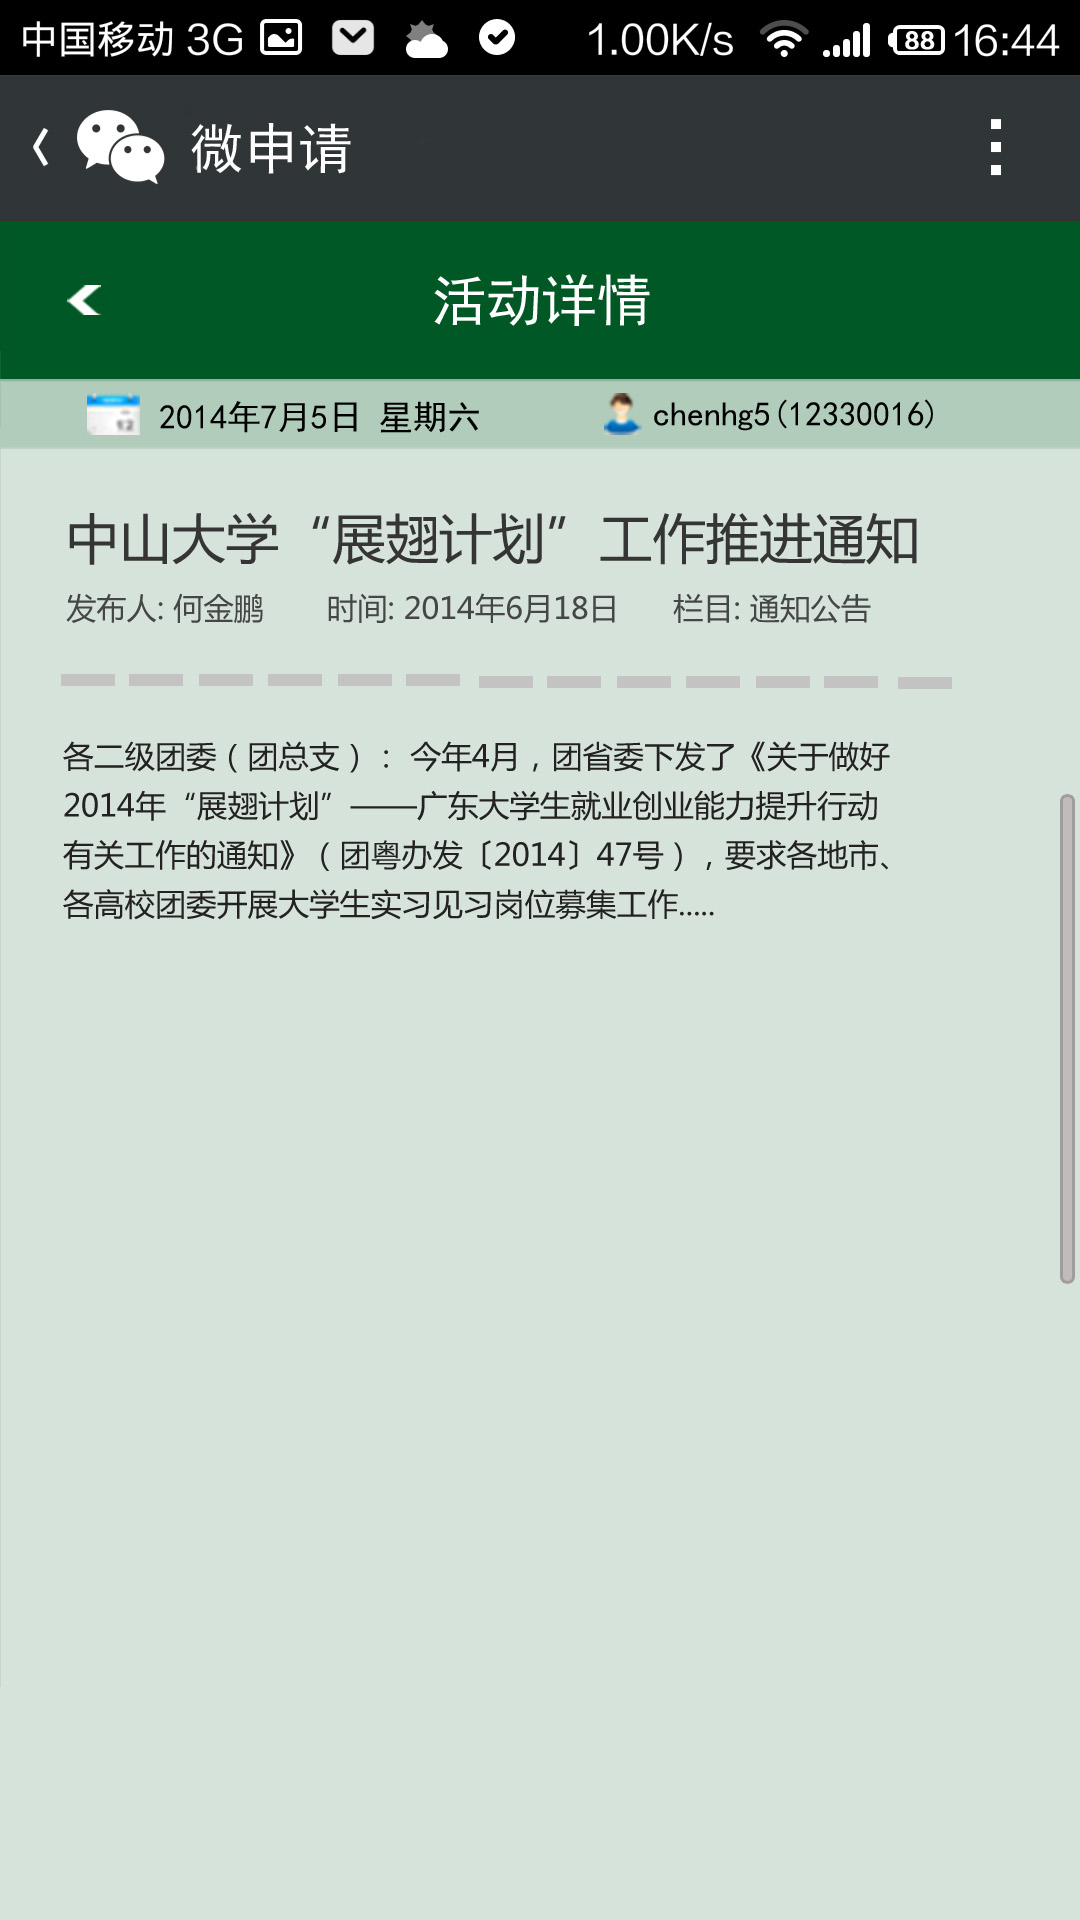 中国移动 3G 1.00K/s 88 16:44
微申请
活动详情
2014年7月5日 星期六 chenhg5(12330016)
中山大学“展翅计划”工作推进通知
发布人: 何金鹏 时间: 2014年6月18日 栏目: 通知公告
各二级团委（团总支）：今年4月，团省委下发了《关于做好
2014年“展翅计划”——广东大学生就业创业能力提升行动
有关工作的通知》（团粤办发〔2014〕47号），要求各地市、
各高校团委开展大学生实习见习岗位募集工作.....